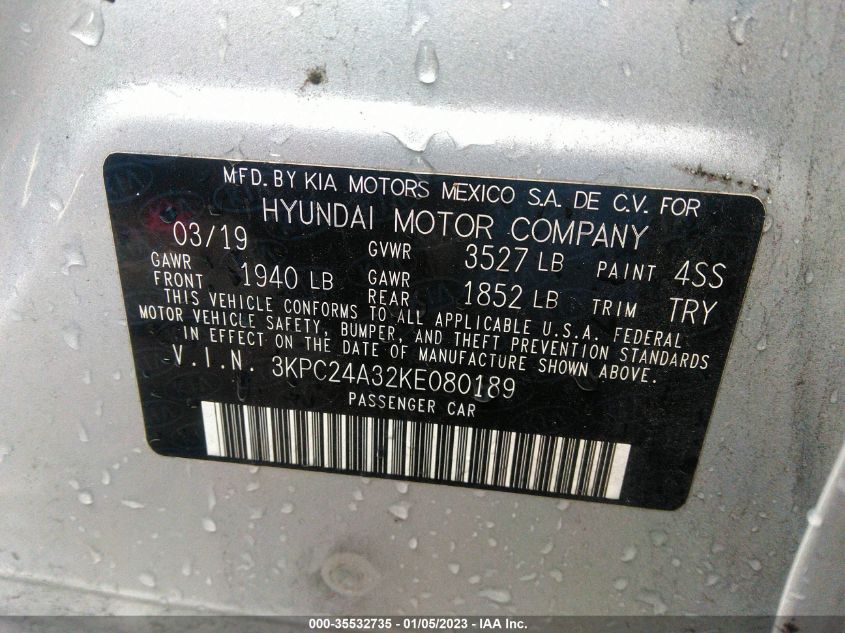 MFD. BY KIA MOTORS MEXICO S.A. DE C.V. FOR
HYUNDAI MOTOR COMPANY
03/19 GVWR 3527 LB PAINT 4SS
GAWR FRONT 1940 LB GAWR REAR 1852 LB TRIM TRY
THIS VEHICLE CONFORMS TO ALL APPLICABLE U.S.A. FEDERAL
MOTOR VEHICLE SAFETY, BUMPER, AND THEFT PREVENTION STANDARDS
IN EFFECT ON THE DATE OF MANUFACTURE SHOWN ABOVE.
V.I.N. 3KPC24A32KE080189
PASSENGER CAR
000-35532735 - 01/05/2023 - IAA Inc.